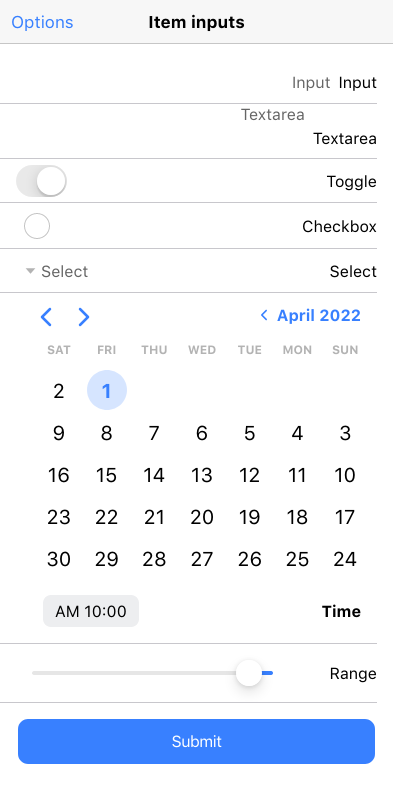 Options Item inputs
Input Input
Textarea
Textarea
Toggle
Checkbox
Select Select
April 2022
SAT FRI THU WED TUE MON SUN
2 1
9 8 7 6 5 4 3
16 15 14 13 12 11 10
23 22 21 20 19 18 17
30 29 28 27 26 25 24
AM 10:00 Time
Range
Submit